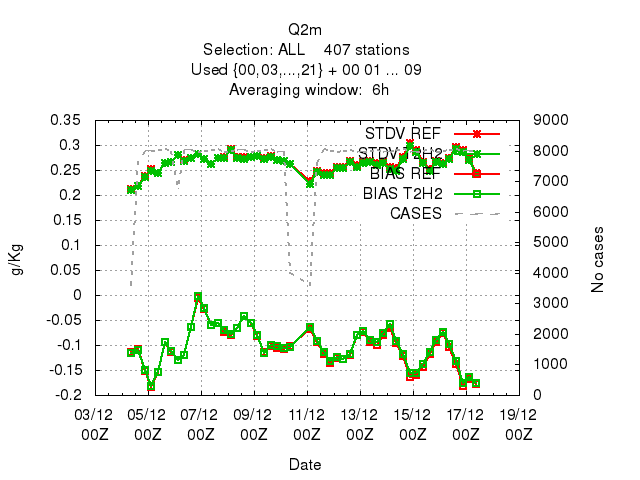 Q2m
Selection: ALL 407 stations
Used {00,03,...,21} + 00 01 ... 09
Averaging window: 6h
0.35
0.3
0.25
0.2
0.15
0.1
0.05
0
-0.05
-0.1
-0.15
-0.2
g/Kg
STDV REF
STDV T2H2
BIAS REF
BIAS T2H2
CASES
9000
8000
7000
6000
5000
4000
3000
2000
1000
0
No cases
03/12 05/12 07/12 09/12 11/12 13/12 15/12 17/12 19/12
00Z 00Z 00Z 00Z 00Z 00Z 00Z 00Z 00Z
Date